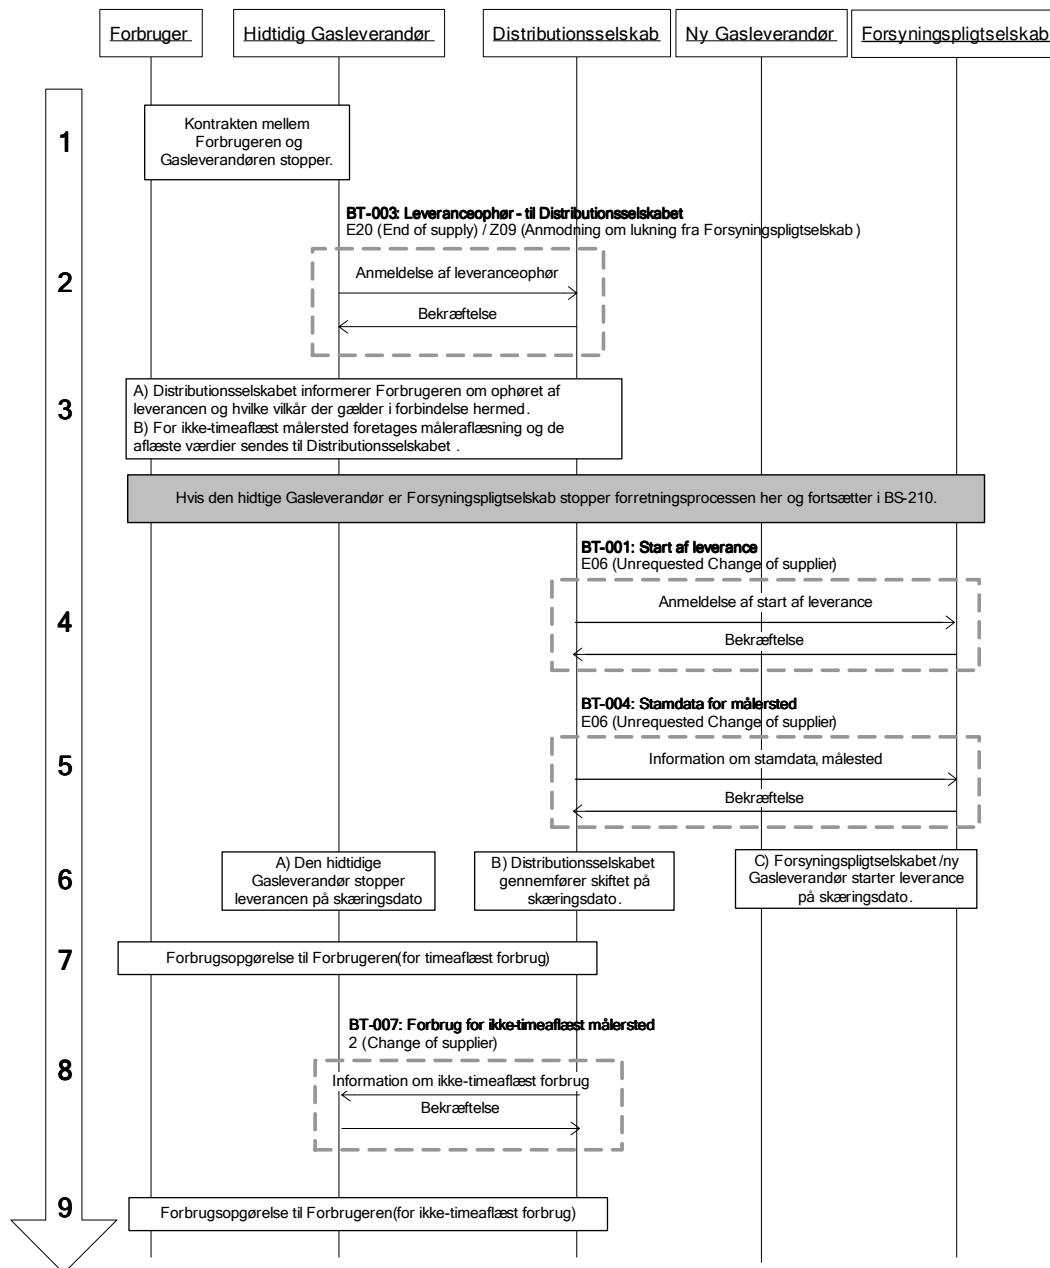 Forbruger
Hidtidig Gasleverandør
Distributionsselskab
Ny Gasleverandør
Forsyningspligtselskab
1
Kontrakten mellem
Forbrugeren og
Gasleverandøren stopper.
BT-003: Leveranceophør - til Distributionsselskabet
E20 (End of supply) / Z09 (Anmodning om lukning fra Forsyningspligtselskab)
2
Anmeldelse af leveranceophør
Bekræftelse
3
A) Distributionsselskabet informerer Forbrugeren om ophøret af
leverancen og hvilke vilkår der gælder i forbindelse hermed.
B) For ikke-timeaflæst målersted foretages måleraflæsning og de
aflæste værdier sendes til Distributionsselskabet.
Hvis den hidtige Gasleverandør er Forsyningspligtselskab stopper forretningsprocessen her og fortsætter i BS-210.
BT-001: Start af leverance
E06 (Unrequested Change of supplier)
4
Anmeldelse af start af leverance
Bekræftelse
BT-004: Stamdata for målersted
E06 (Unrequested Change of supplier)
5
Information om stamdata, målested
Bekræftelse
6
A) Den hidtidige
Gasleverandør stopper
leverancen på skæringsdato
B) Distributionsselskabet
gennemfører skiftet på
skæringsdato.
C) Forsyningspligtselskabet/ny
Gasleverandør starter leverance
på skæringsdato.
7
Forbrugsopgørelse til Forbrugeren(for timeaflæst forbrug)
BT-007: Forbrug for ikke-timeaflæst målersted
2 (Change of supplier)
8
Information om ikke-timeaflæst forbrug
Bekræftelse
9
Forbrugsopgørelse til Forbrugeren(for ikke-timeaflæst forbrug)